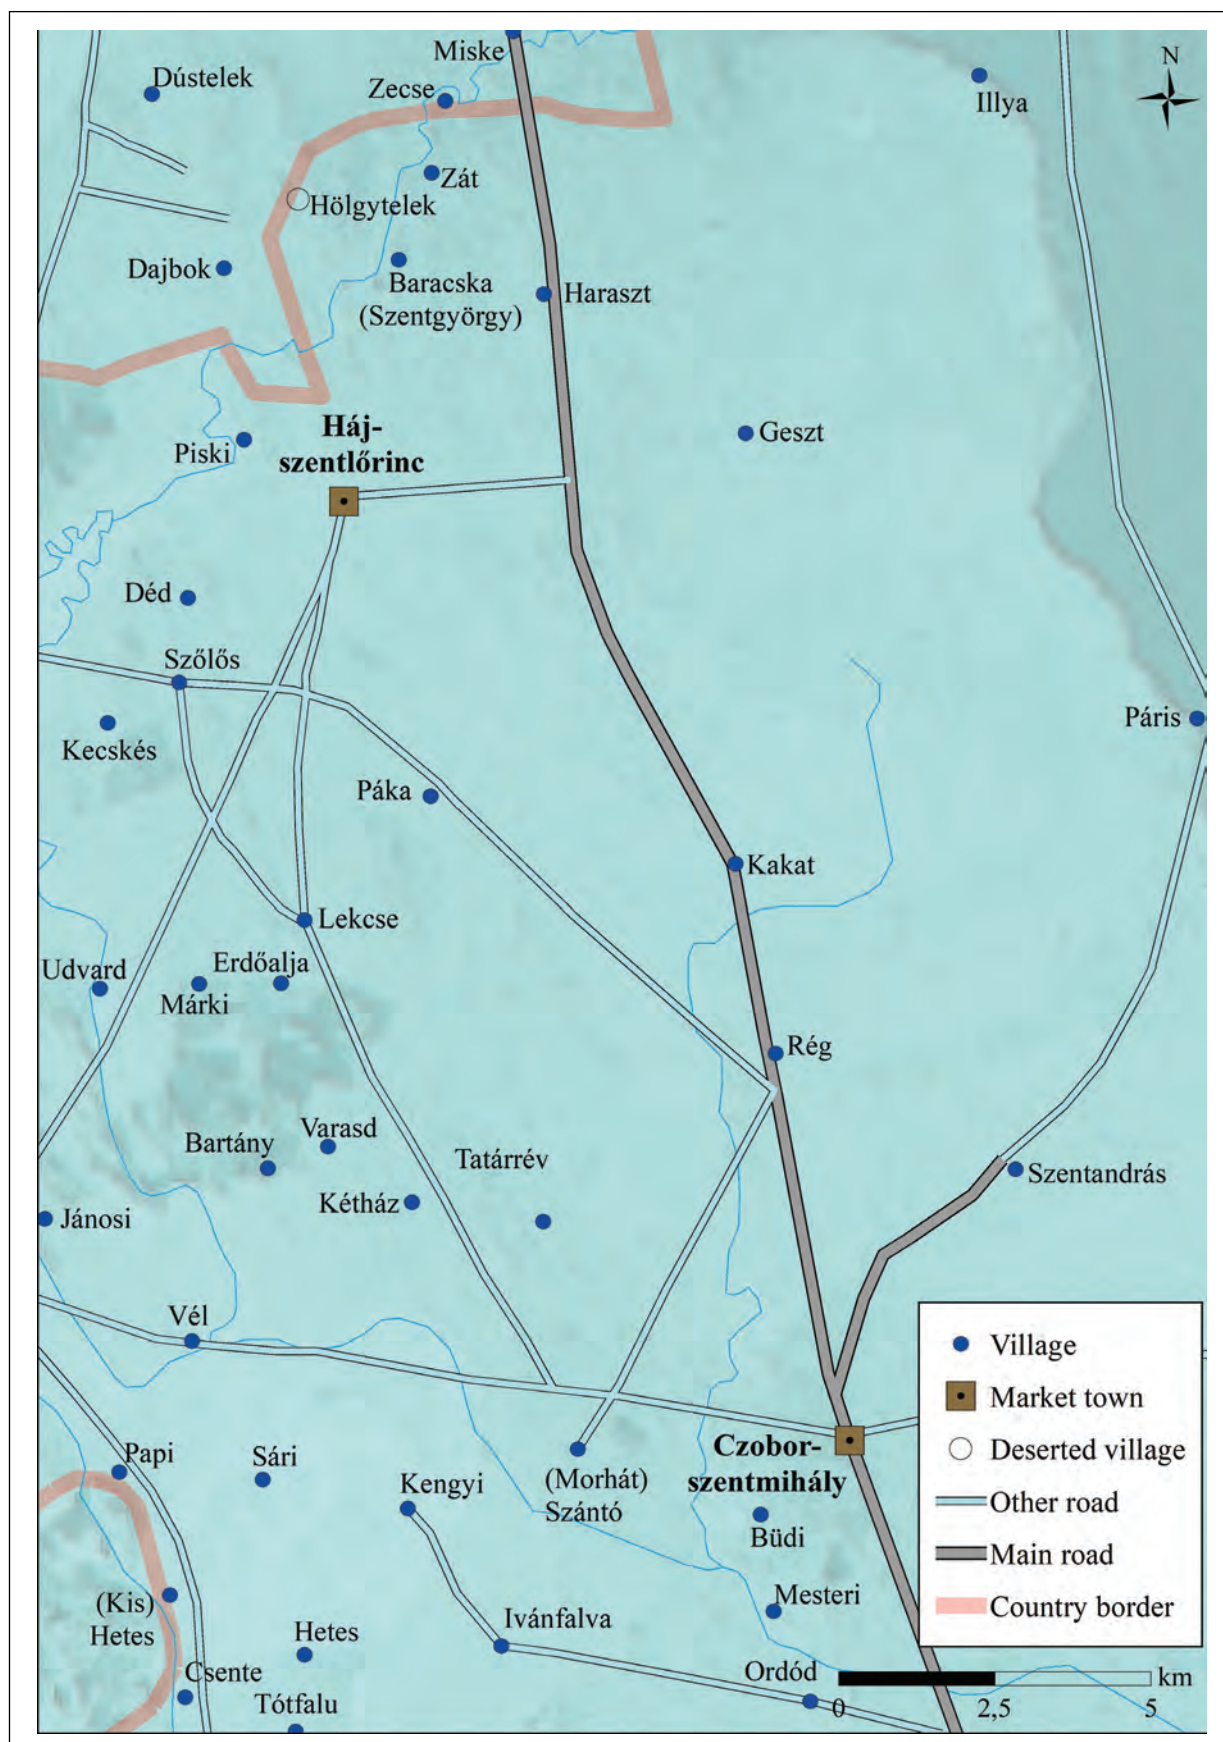 Miske
N
Dústelek
Zecse
Illya
Zát
Hölgytelek
Dajbok
Baracska
(Szentgyörgy)
Haraszt
Háj-
szentlőrinc
Piski
Geszt
Déd
Szőlős
Kecskés
Páris
Páka
Kakat
Lekcse
Udvard
Erdőalja
Márki
Rég
Varasd
Bartány
Tatárrév
Szentandrás
Kétház
Jánosi
Vél
Village
Market town
Deserted village
Other road
Main road
Country border
Papi
Sári
Kengyi
(Morhát)
Szántó
Czobor-
szentmihály
Büdi
(Kis)
Hetes
Mesteri
Ivánfalva
Hetes
Csente
Tótfalu
Ordód
km
0
2,5
5